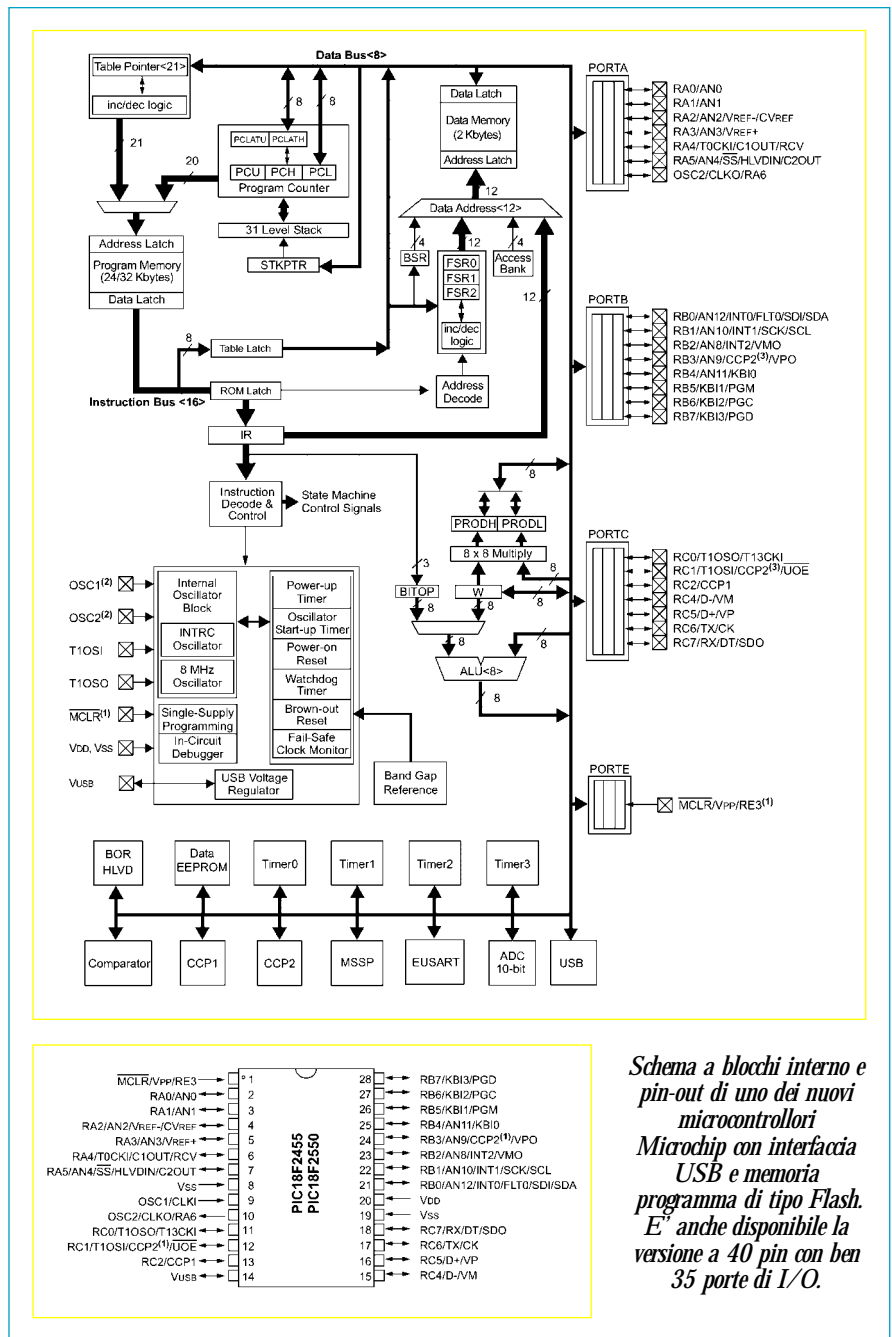 Data Bus<8>
Table Pointer<21>
inc/dec logic
21
20
8
8
PCLATU PCLATH
PCU PCH PCL
Program Counter
31 Level Stack
STKPTR
Data Latch
Data Memory
(2 Kbytes)
Address Latch
12
Data Address<12>
4
12
4
BSR
FSR0
FSR1
FSR2
inc/dec
logic
Access
Bank
12
Address Latch
Program Memory
(24/32 Kbytes)
Data Latch
8
Table Latch
ROM Latch
Address
Decode
Instruction Bus <16>
IR
Instruction
Decode &
Control
State Machine
Control Signals
8
PRODH PRODL
8 x 8 Multiply
3
8
BITOP
W
8
8
8
8
8
ALU<8>
8
OSC1(2)
OSC2(2)
T1OSI
T1OSO
MCLR(1)
VDD, VSS
VUSB
Internal
Oscillator
Block
INTRC
Oscillator
8 MHz
Oscillator
Single-Supply
Programming
In-Circuit
Debugger
USB Voltage
Regulator
Power-up
Timer
Oscillator
Start-up Timer
Power-on
Reset
Watchdog
Timer
Brown-out
Reset
Fail-Safe
Clock Monitor
Band Gap
Reference
PORTA
RA0/AN0
RA1/AN1
RA2/AN2/VREF-/CVREF
RA3/AN3/VREF+
RA4/T0CKI/C1OUT/RCV
RA5/AN4/SS/HLVDIN/C2OUT
OSC2/CLKO/RA6
PORTB
RB0/AN12/INT0/FLT0/SDI/SDA
RB1/AN10/INT1/SCK/SCL
RB2/AN8/INT2/VMO
RB3/AN9/CCP2(3)/VPO
RB4/AN11/KBI0
RB5/KBI1/PGM
RB6/KBI2/PGC
RB7/KBI3/PGD
PORTC
RC0/T1OSO/T13CKI
RC1/T1OSI/CCP2(3)/UOE
RC2/CCP1
RC4/D-/VM
RC5/D+/VP
RC6/TX/CK
RC7/RX/DT/SDO
PORTE
MCLR/VPP/RE3(1)
BOR
HLVD
Data
EEPROM
Timer0
Timer1
Timer2
Timer3
Comparator
CCP1
CCP2
MSSP
EUSART
ADC
10-bit
USB
MCLR/VPP/RE3 1
RA0/AN0 2
RA1/AN1 3
RA2/AN2/VREF-/CVREF 4
RA3/AN3/VREF+ 5
RA4/T0CKI/C1OUT/RCV 6
RA5/AN4/SS/HLVDIN/C2OUT 7
VSS 8
OSC1/CLKI 9
OSC2/CLKO/RA6 10
RC0/T1OSO/T13CKI 11
RC1/T1OSI/CCP2(1)/UOE 12
RC2/CCP1 13
VUSB 14
PIC18F2455
PIC18F2550
28 RB7/KBI3/PGD
27 RB6/KBI2/PGC
26 RB5/KBI1/PGM
25 RB4/AN11/KBI0
24 RB3/AN9/CCP2(1)/VPO
23 RB2/AN8/INT2/VMO
22 RB1/AN10/INT1/SCK/SCL
21 RB0/AN12/INT0/FLT0/SDI/SDA
20 VDD
19 VSS
18 RC7/RX/DT/SDO
17 RC6/TX/CK
16 RC5/D+/VP
15 RC4/D-/VM
Schema a blocchi interno e
pin-out di uno dei nuovi
microcontrollori
Microchip con interfaccia
USB e memoria
programma di tipo Flash.
E' anche disponibile la
versione a 40 pin con ben
35 porte di I/O.